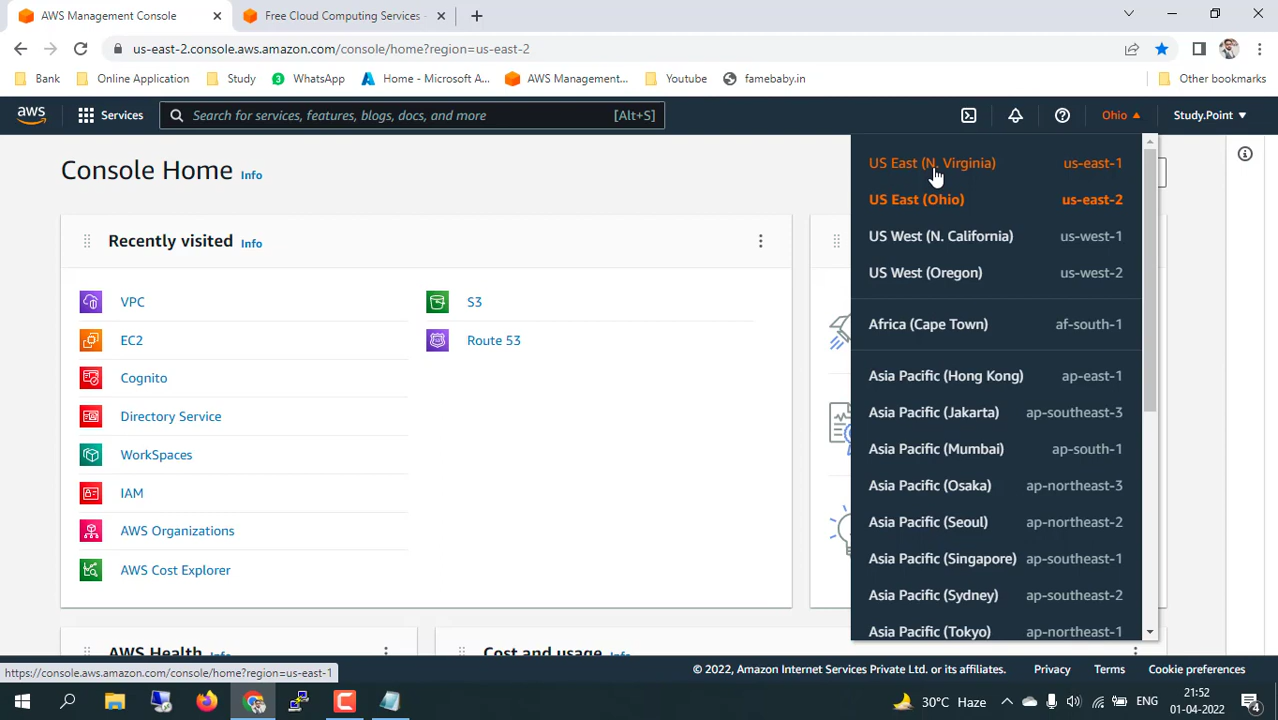 AWS Management Console
Free Cloud Computing Services -
us-east-2.console.aws.amazon.com/console/home?region=us-east-2
Bank
Online Application
Study
WhatsApp
Home - Microsoft A...
AWS Management...
Youtube
famebaby.in
Other bookmarks
aws
Services
Search for services, features, blogs, docs, and more
[Alt+S]
Ohio
Study.Point
Console Home
Info
US East (N. Virginia) us-east-1
US East (Ohio) us-east-2
US West (N. California) us-west-1
US West (Oregon) us-west-2
Africa (Cape Town) af-south-1
Asia Pacific (Hong Kong) ap-east-1
Asia Pacific (Jakarta) ap-southeast-3
Asia Pacific (Mumbai) ap-south-1
Asia Pacific (Osaka) ap-northeast-3
Asia Pacific (Seoul) ap-northeast-2
Asia Pacific (Singapore) ap-southeast-1
Asia Pacific (Sydney) ap-southeast-2
Asia Pacific (Tokyo) ap-northeast-1
Recently visited
Info
VPC
EC2
Cognito
Directory Service
WorkSpaces
IAM
AWS Organizations
AWS Cost Explorer
S3
Route 53
AWS Health
Info
Cost and usage
Info
https://console.aws.amazon.com/console/home?region=us-east-1
© 2022, Amazon Internet Services Private Ltd. or its affiliates.
Privacy
Terms
Cookie preferences
30°C Haze
ENG
21:52
01-04-2022
4